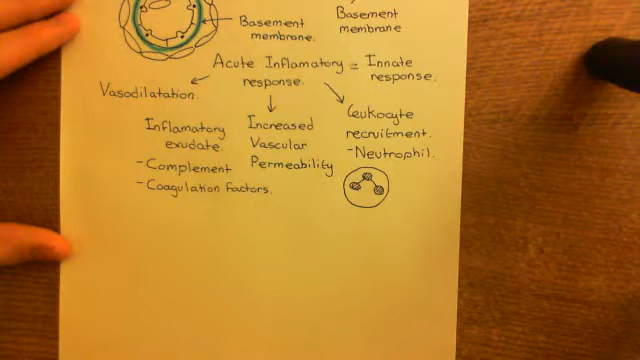 Basement
membrane.
Basement
membrane
Acute Inflamatory = Innate
response. response.
Vasodilatation.
Inflamatory
exudate.
- Complement
- Coagulation factors.
Increased
Vascular
Permeability
Leukocyte
recruitment.
- Neutrophil.